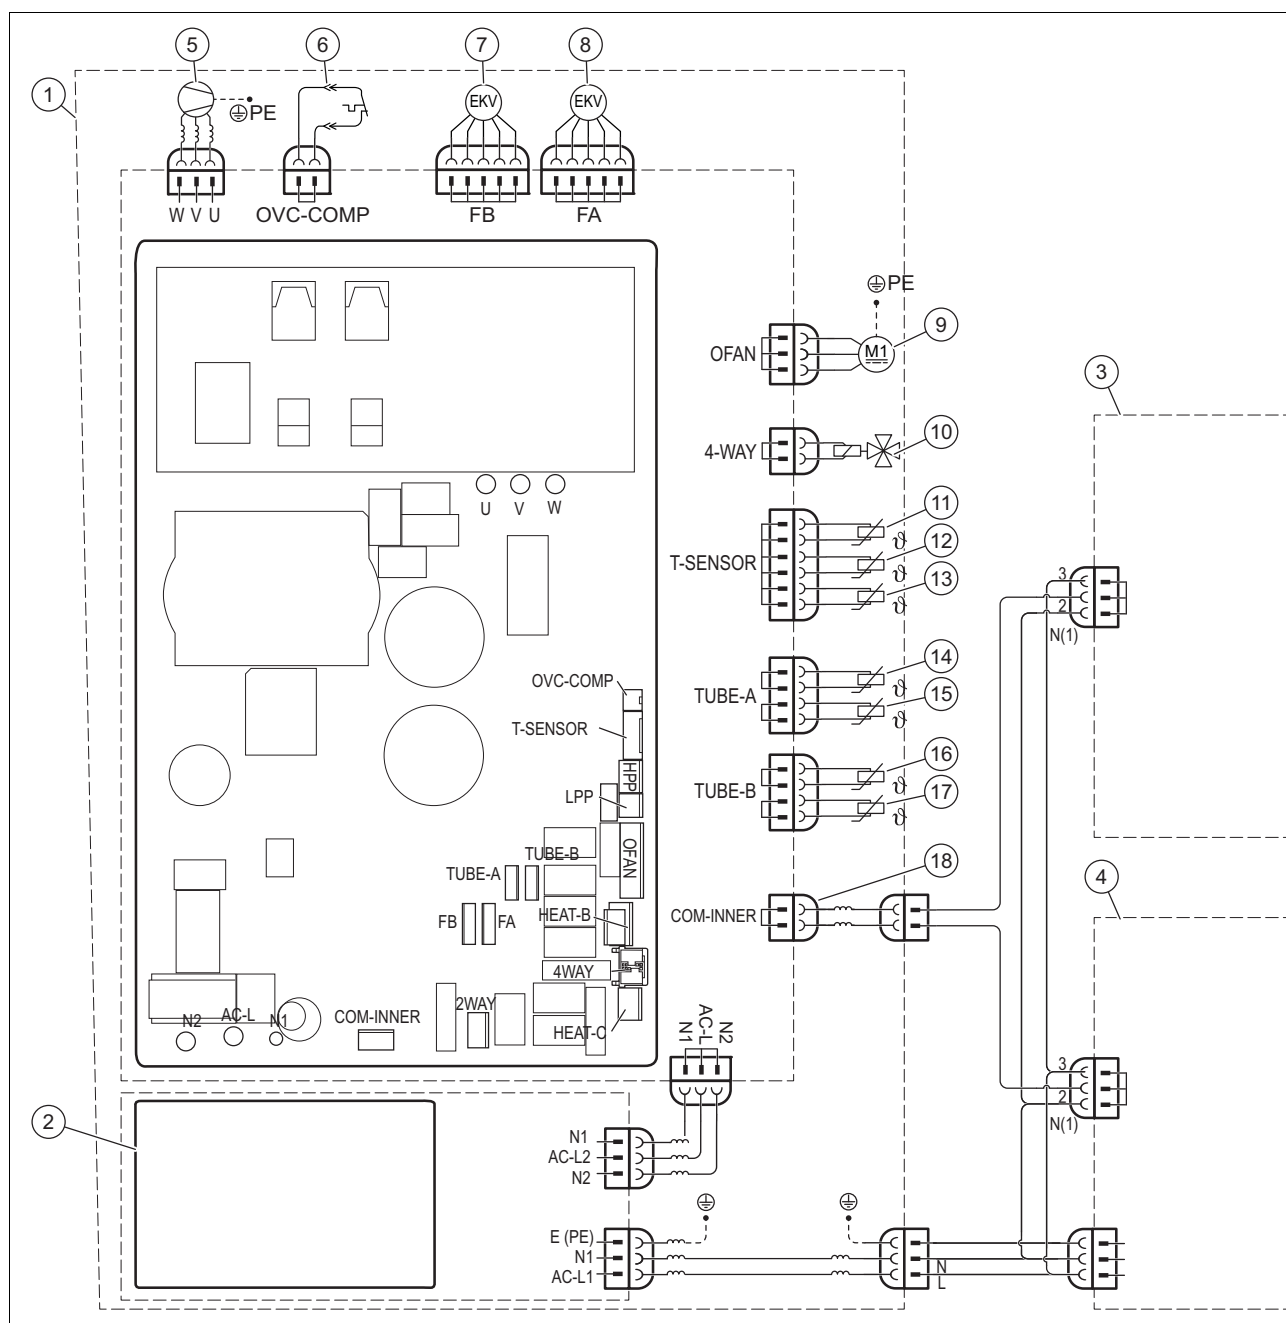 5
6
7
8
1
EKV
EKV
PE
W V U
OVC-COMP
FB
FA
PE
OFAN
M1
9
3
4-WAY
10
U
V
W
T-SENSOR
11
ϑ
12
ϑ
13
ϑ
3
2
N(1)
TUBE-A
14
ϑ
15
ϑ
OVC-COMP
T-SENSOR
HPP
LPP
TUBE-B
16
ϑ
17
ϑ
OFAN
TUBE-B
TUBE-A
18
4
FB
FA
HEAT-B
COM-INNER
4WAY
2WAY
HEAT-C
N2
AC-L
N1
COM-INNER
N1
AC-L
N2
3
2
N(1)
2
N1
AC-L2
N2
E (PE)
N1
AC-L1
N
L